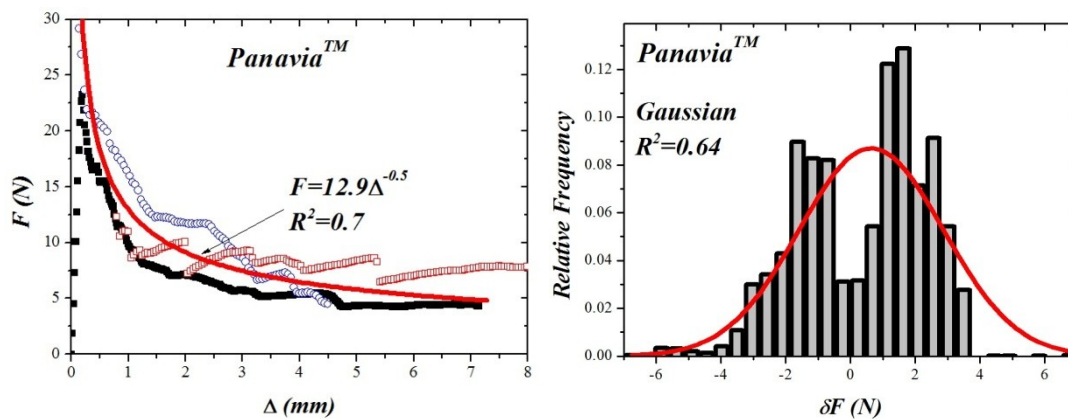 30
25
20
15
10
5
0
F (N)
Panavia™
F=12.9Δ^-0.5
R²=0.7
0 1 2 3 4 5 6 7 8
Δ (mm)
0.12
0.10
0.08
0.06
0.04
0.02
0.00
Relative Frequency
Panavia™
Gaussian
R²=0.64
-6 -4 -2 0 2 4 6
δF (N)